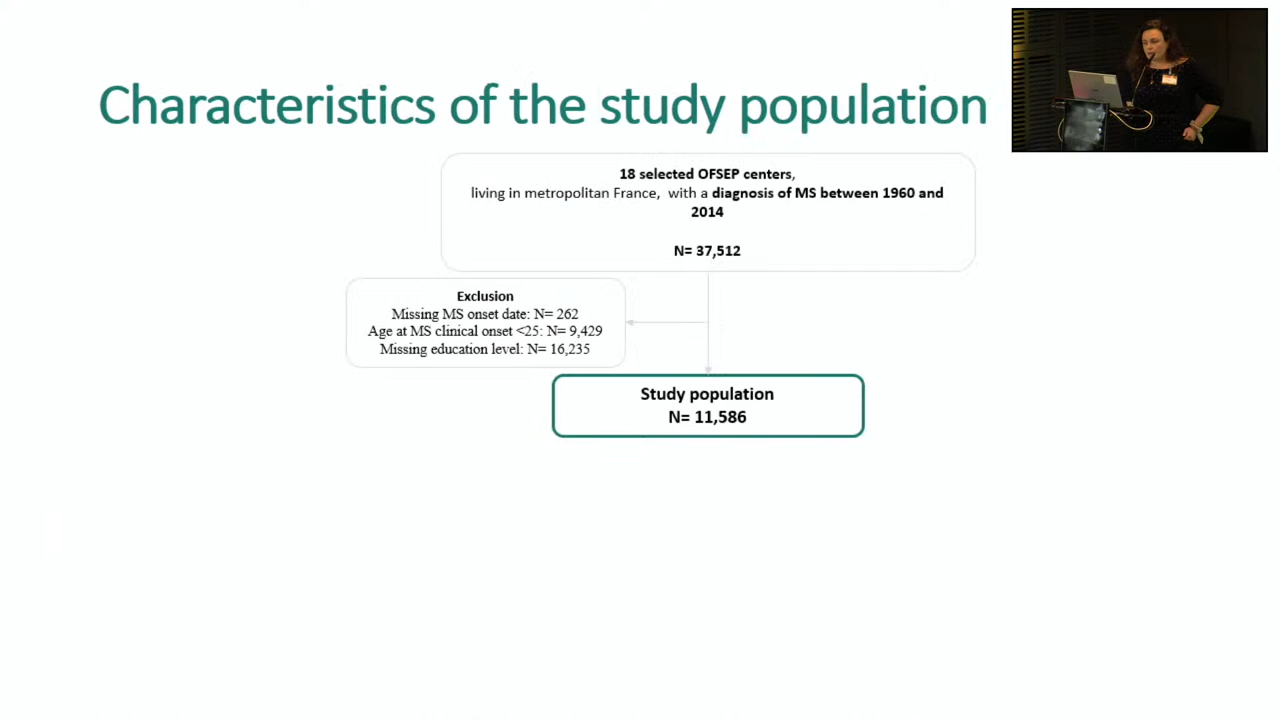 Characteristics of the study population
18 selected OFSEP centers,
living in metropolitan France, with a diagnosis of MS between 1960 and
2014
N= 37,512
Exclusion
Missing MS onset date: N= 262
Age at MS clinical onset <25: N= 9,429
Missing education level: N= 16,235
Study population
N= 11,586